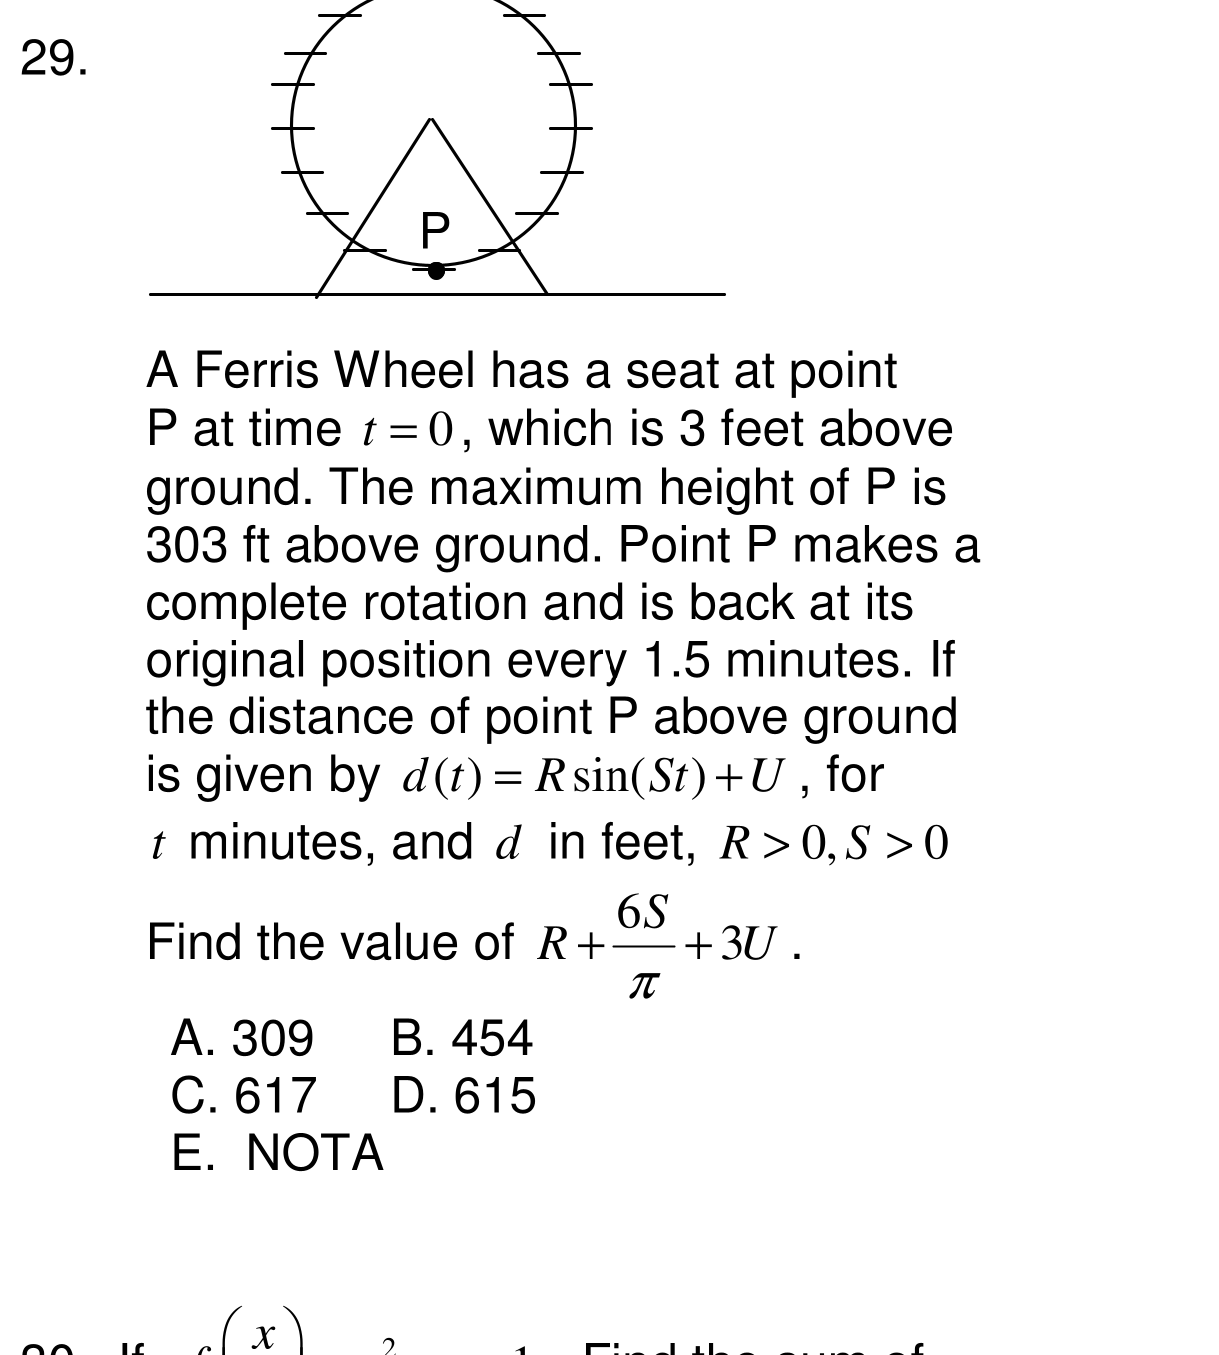 29.
P
A Ferris Wheel has a seat at point
P at time t = 0, which is 3 feet above
ground. The maximum height of P is
303 ft above ground. Point P makes a
complete rotation and is back at its
original position every 1.5 minutes. If
the distance of point P above ground
is given by d(t) = R sin(St) + U , for
t minutes, and d in feet, R > 0, S > 0
Find the value of R + \frac{6S}{\pi} + 3U .
A. 309 B. 454
C. 617 D. 615
E. NOTA